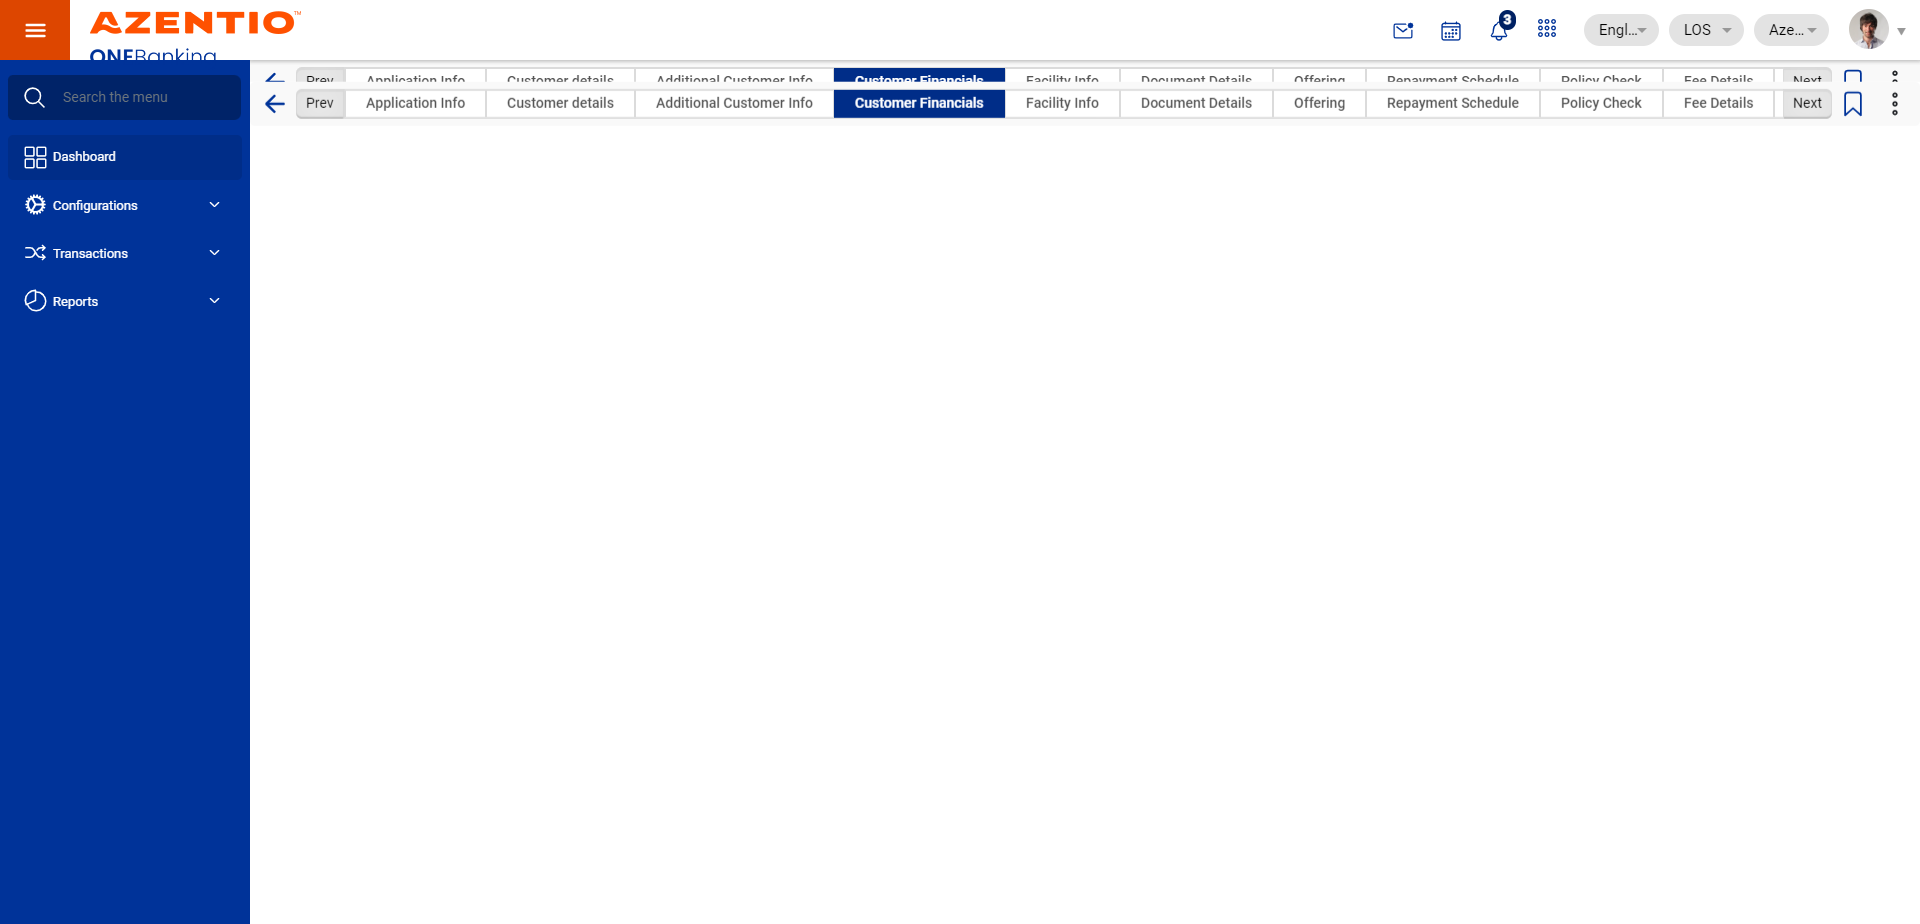 AZENTIO™
ONEBanking
3
Engl...
LOS
Aze...
Search the menu
Dashboard
Configurations
Transactions
Reports
Prev Application Info Customer details Additional Customer Info Customer Financials Facility Info Document Details Offering Repayment Schedule Policy Check Fee Details Next
Prev Application Info Customer details Additional Customer Info Customer Financials Facility Info Document Details Offering Repayment Schedule Policy Check Fee Details Next